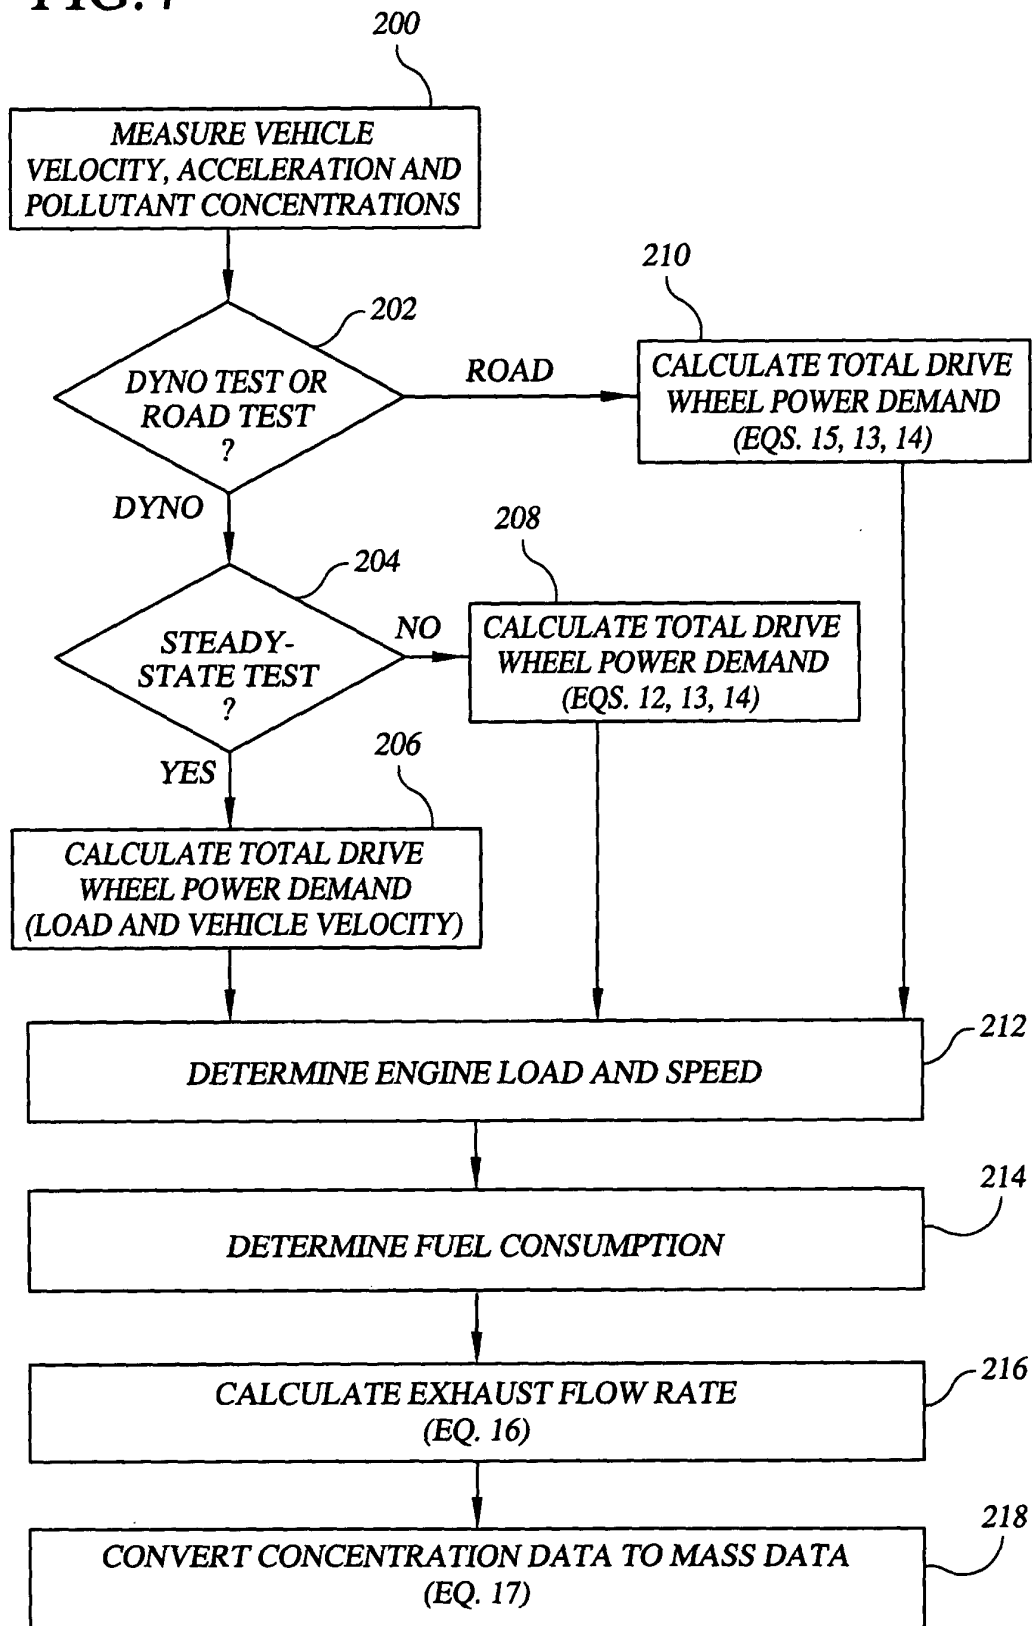 FIG. 7
200
MEASURE VEHICLE
VELOCITY, ACCELERATION AND
POLLUTANT CONCENTRATIONS
210
202
DYNO TEST OR
ROAD TEST
?
ROAD
CALCULATE TOTAL DRIVE
WHEEL POWER DEMAND
(EQS. 15, 13, 14)
DYNO
208
204
STEADY-
STATE TEST
?
NO
CALCULATE TOTAL DRIVE
WHEEL POWER DEMAND
(EQS. 12, 13, 14)
YES
206
CALCULATE TOTAL DRIVE
WHEEL POWER DEMAND
(LOAD AND VEHICLE VELOCITY)
212
DETERMINE ENGINE LOAD AND SPEED
214
DETERMINE FUEL CONSUMPTION
216
CALCULATE EXHAUST FLOW RATE
(EQ. 16)
218
CONVERT CONCENTRATION DATA TO MASS DATA
(EQ. 17)